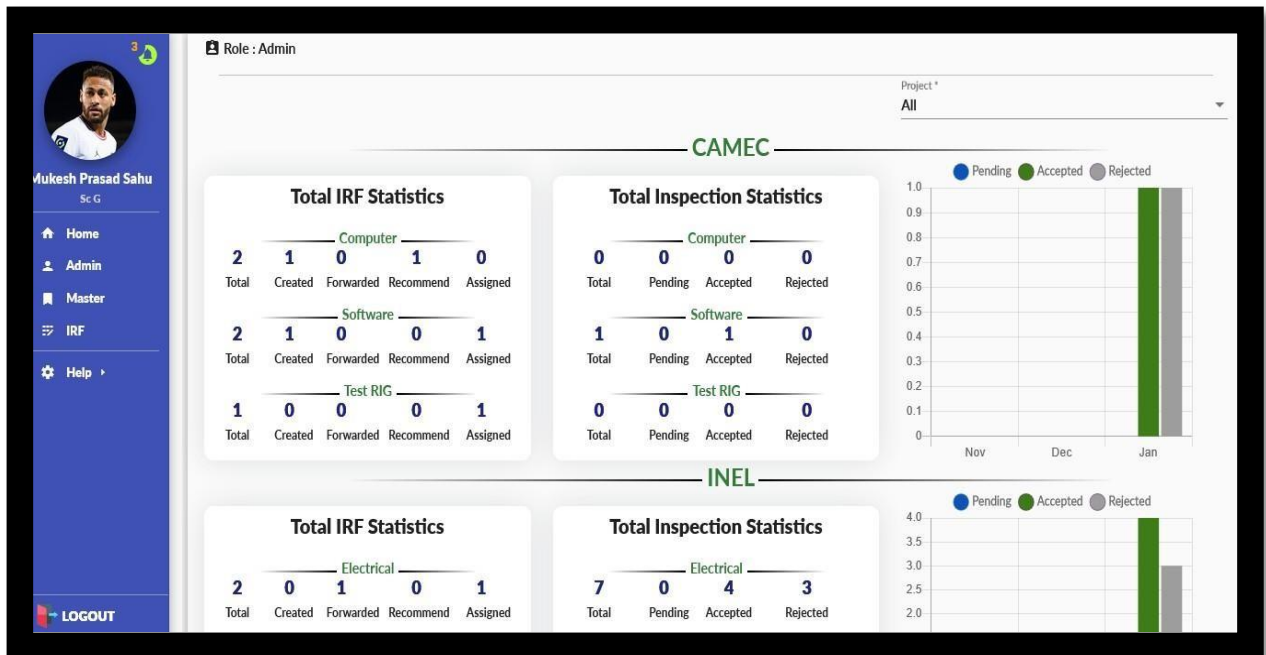 3
Role : Admin
Project *
All
Mukesh Prasad Sahu
Sc G
Home
Admin
Master
IRF
Help
LOGOUT
CAMEC
Total IRF Statistics
Computer
2 1 0 1 0
Total Created Forwarded Recommend Assigned
Software
2 1 0 0 1
Total Created Forwarded Recommend Assigned
Test RIG
1 0 0 0 1
Total Created Forwarded Recommend Assigned
Total Inspection Statistics
Computer
0 0 0 0
Total Pending Accepted Rejected
Software
1 0 1 0
Total Pending Accepted Rejected
Test RIG
0 0 0 0
Total Pending Accepted Rejected
Pending Accepted Rejected
1.0
0.9
0.8
0.7
0.6
0.5
0.4
0.3
0.2
0.1
0
Nov Dec Jan
INEL
Total IRF Statistics
Electrical
2 0 1 0 1
Total Created Forwarded Recommend Assigned
Total Inspection Statistics
Electrical
7 0 4 3
Total Pending Accepted Rejected
Pending Accepted Rejected
4.0
3.5
3.0
2.5
2.0